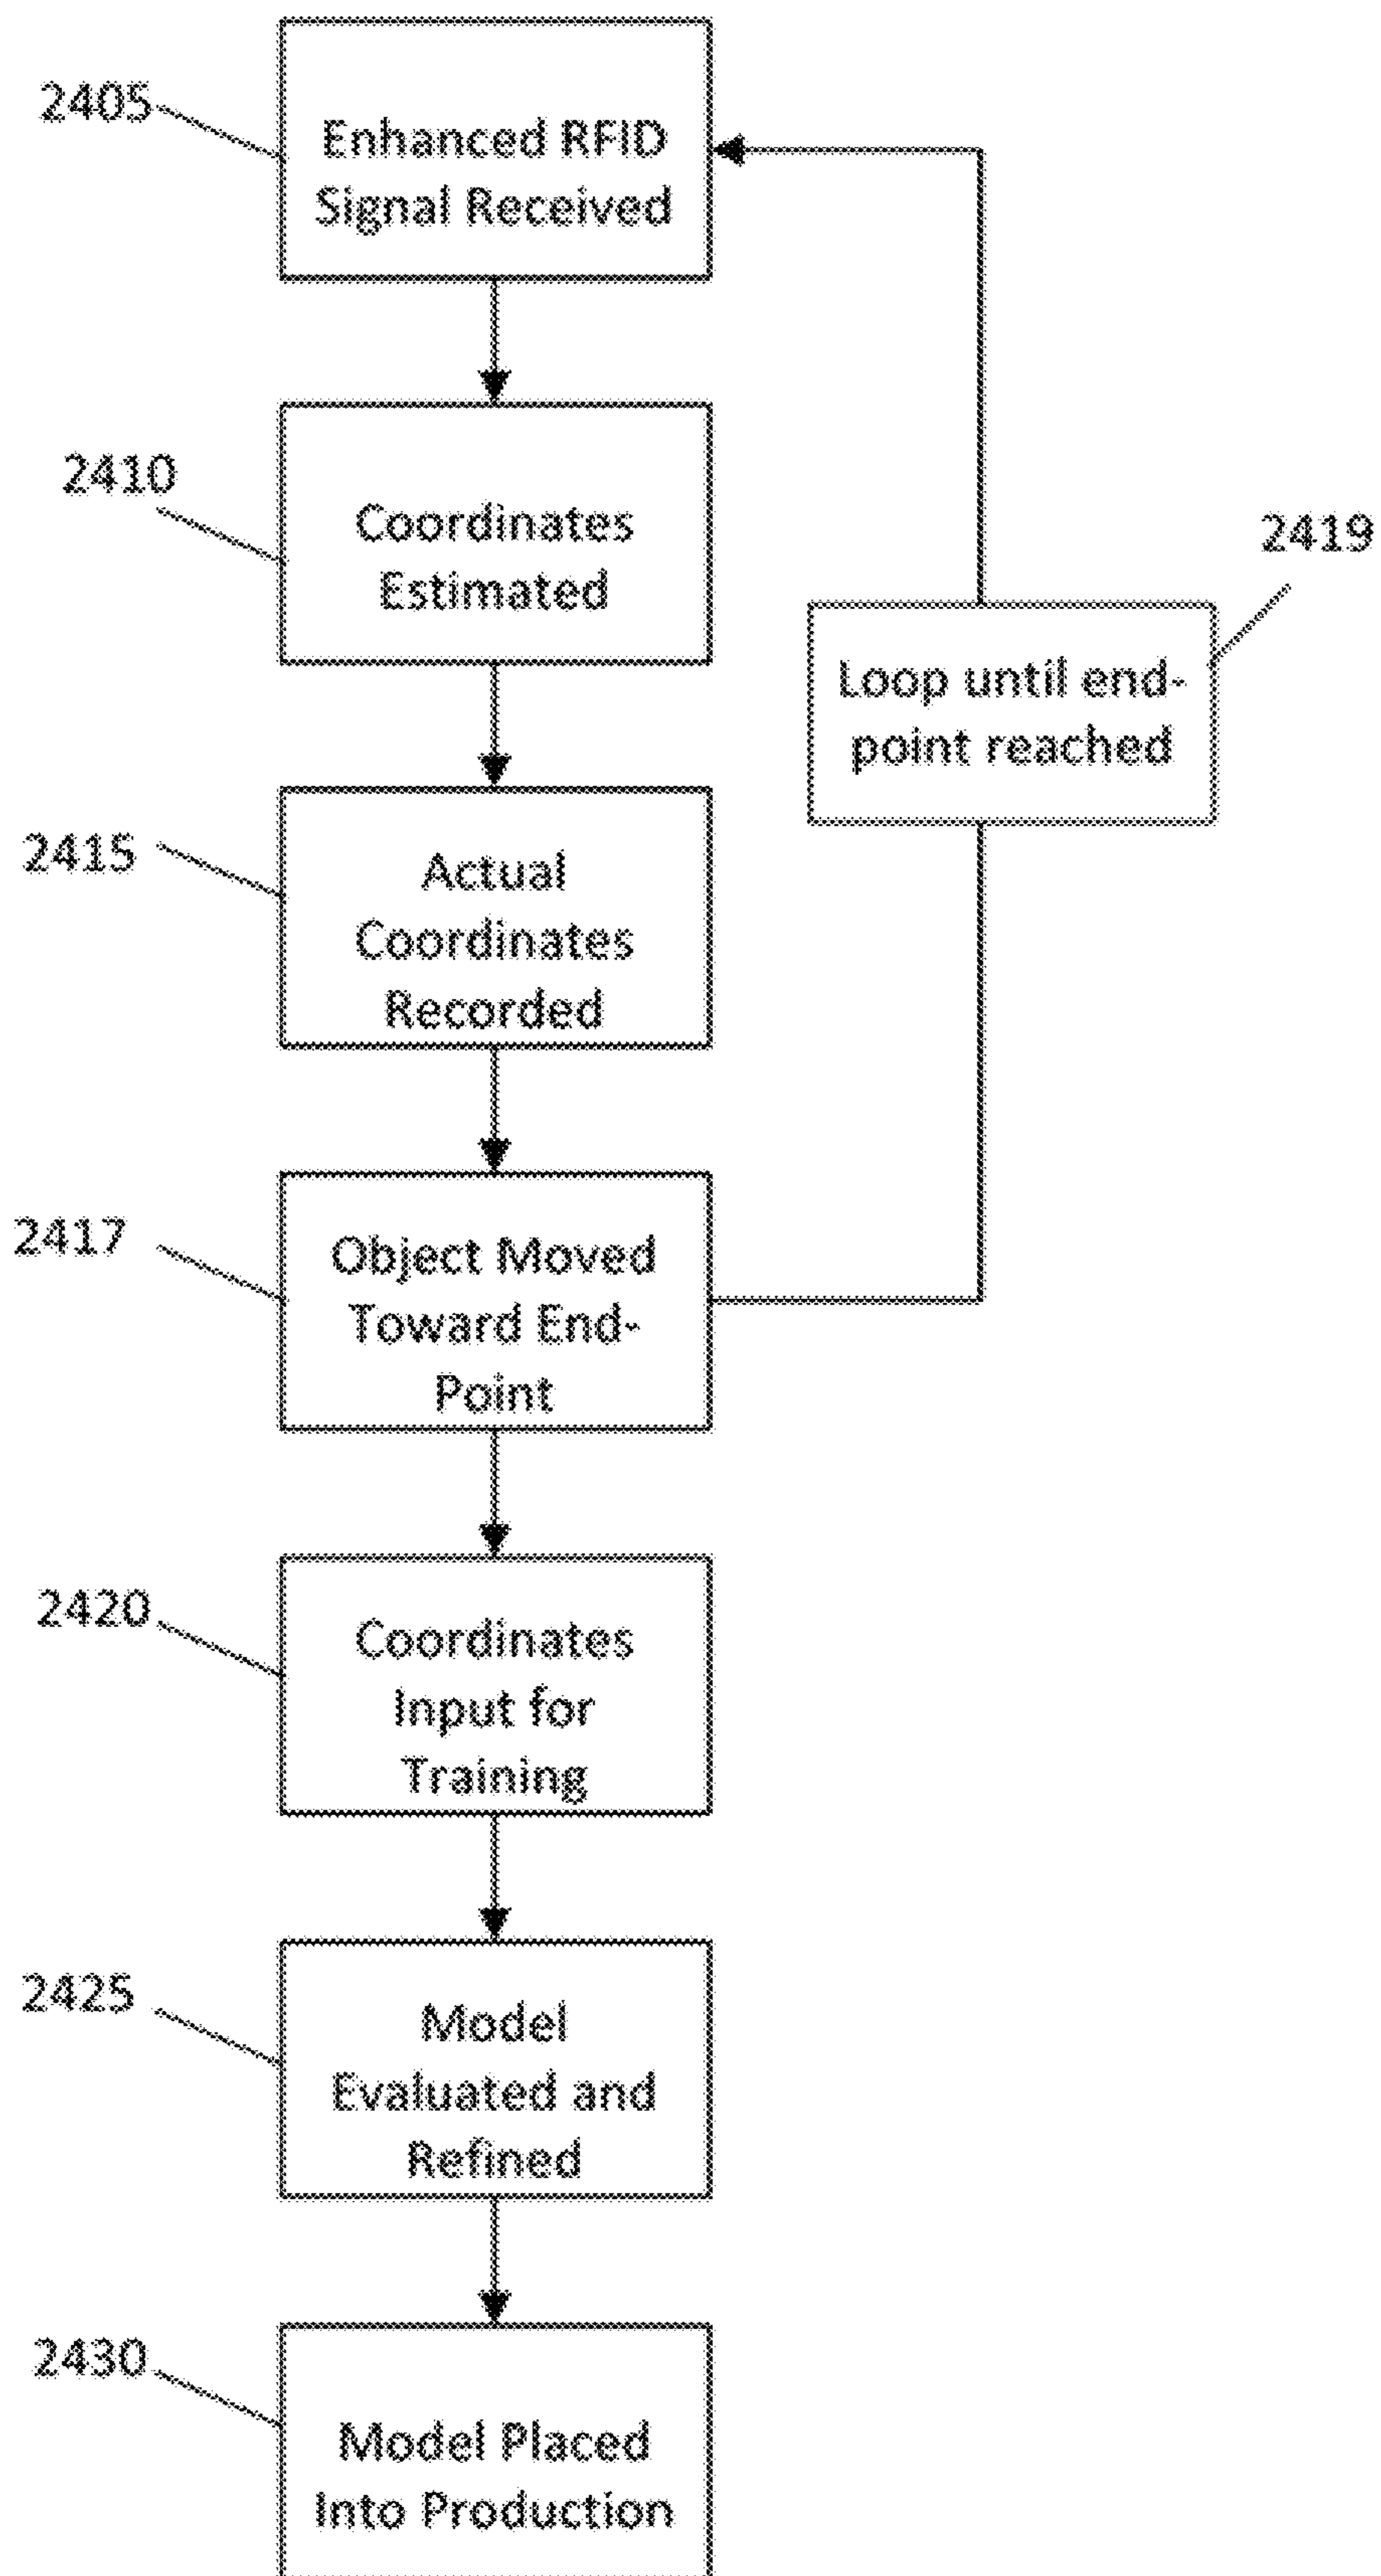 2405
Enhanced RFID
Signal Received
2410
Coordinates
Estimated
2419
Loop until end-
point reached
2415
Actual
Coordinates
Recorded
2417
Object Moved
Toward End-
Point
2420
Coordinates
Input for
Training
2425
Model
Evaluated and
Refined
2430
Model Placed
Into Production